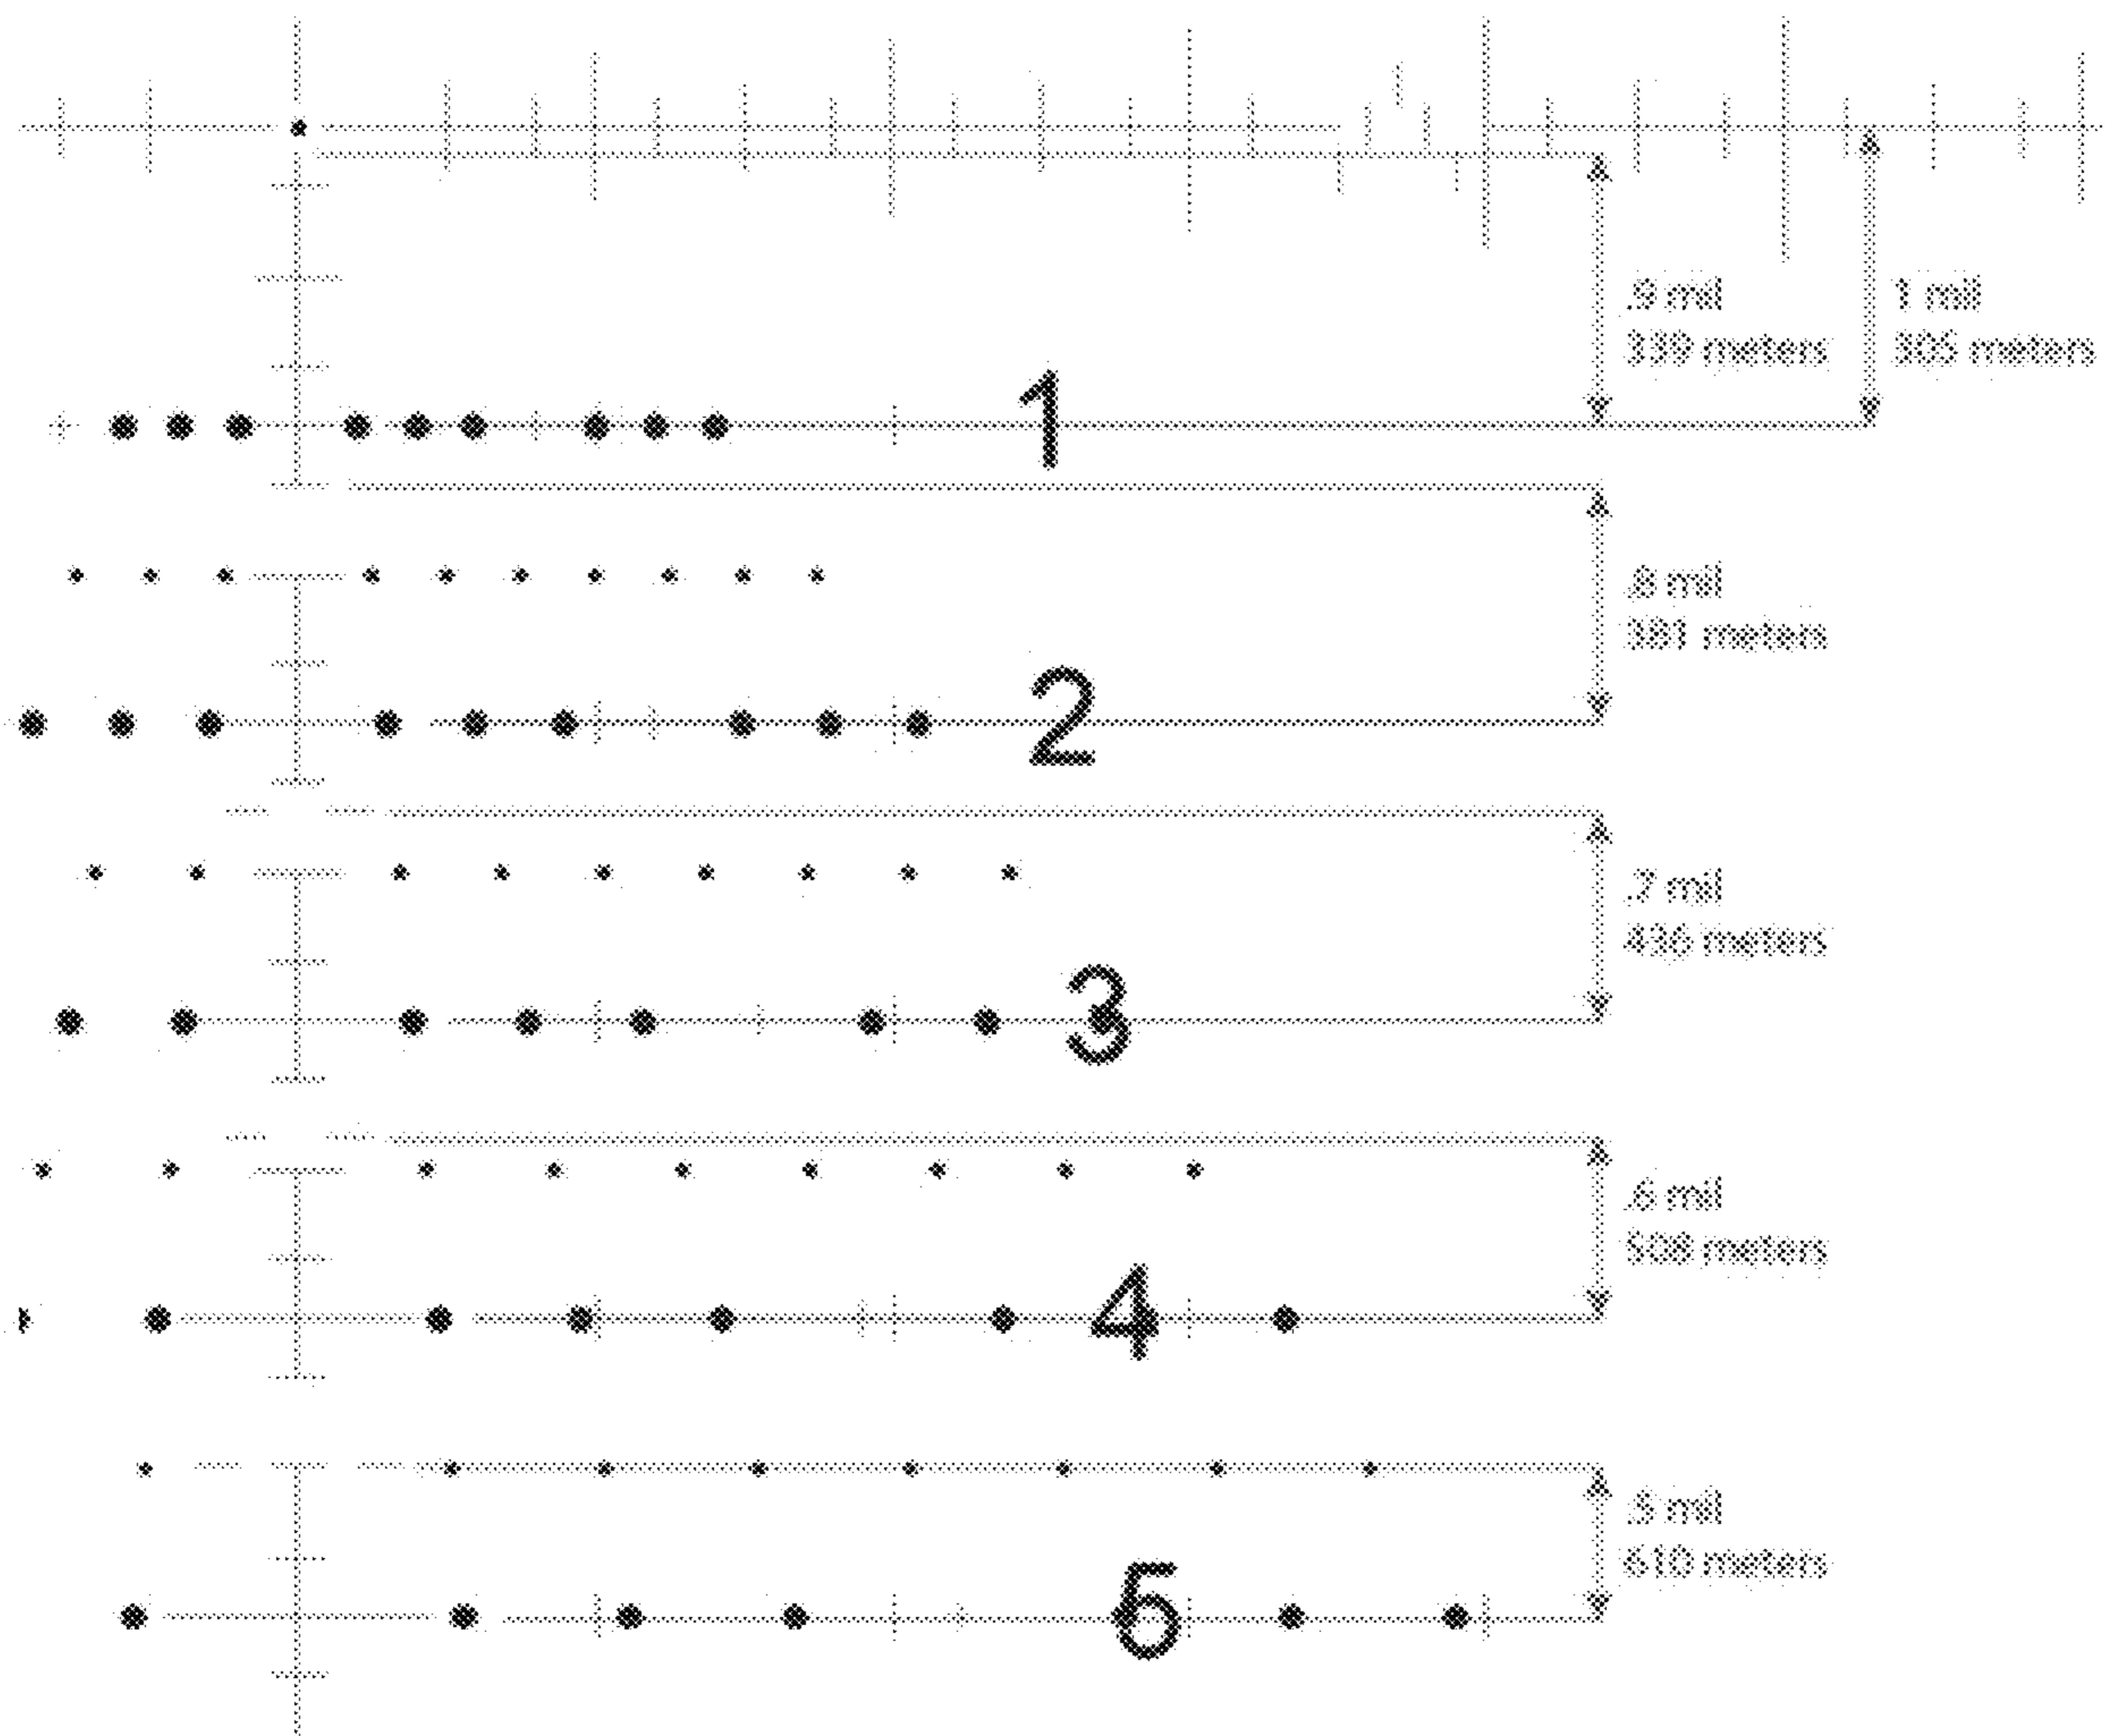 .9 mil
339 meters
1 mil
305 meters
1
.8 mil
381 meters
2
.7 mil
436 meters
3
.6 mil
508 meters
4
.5 mil
610 meters
5